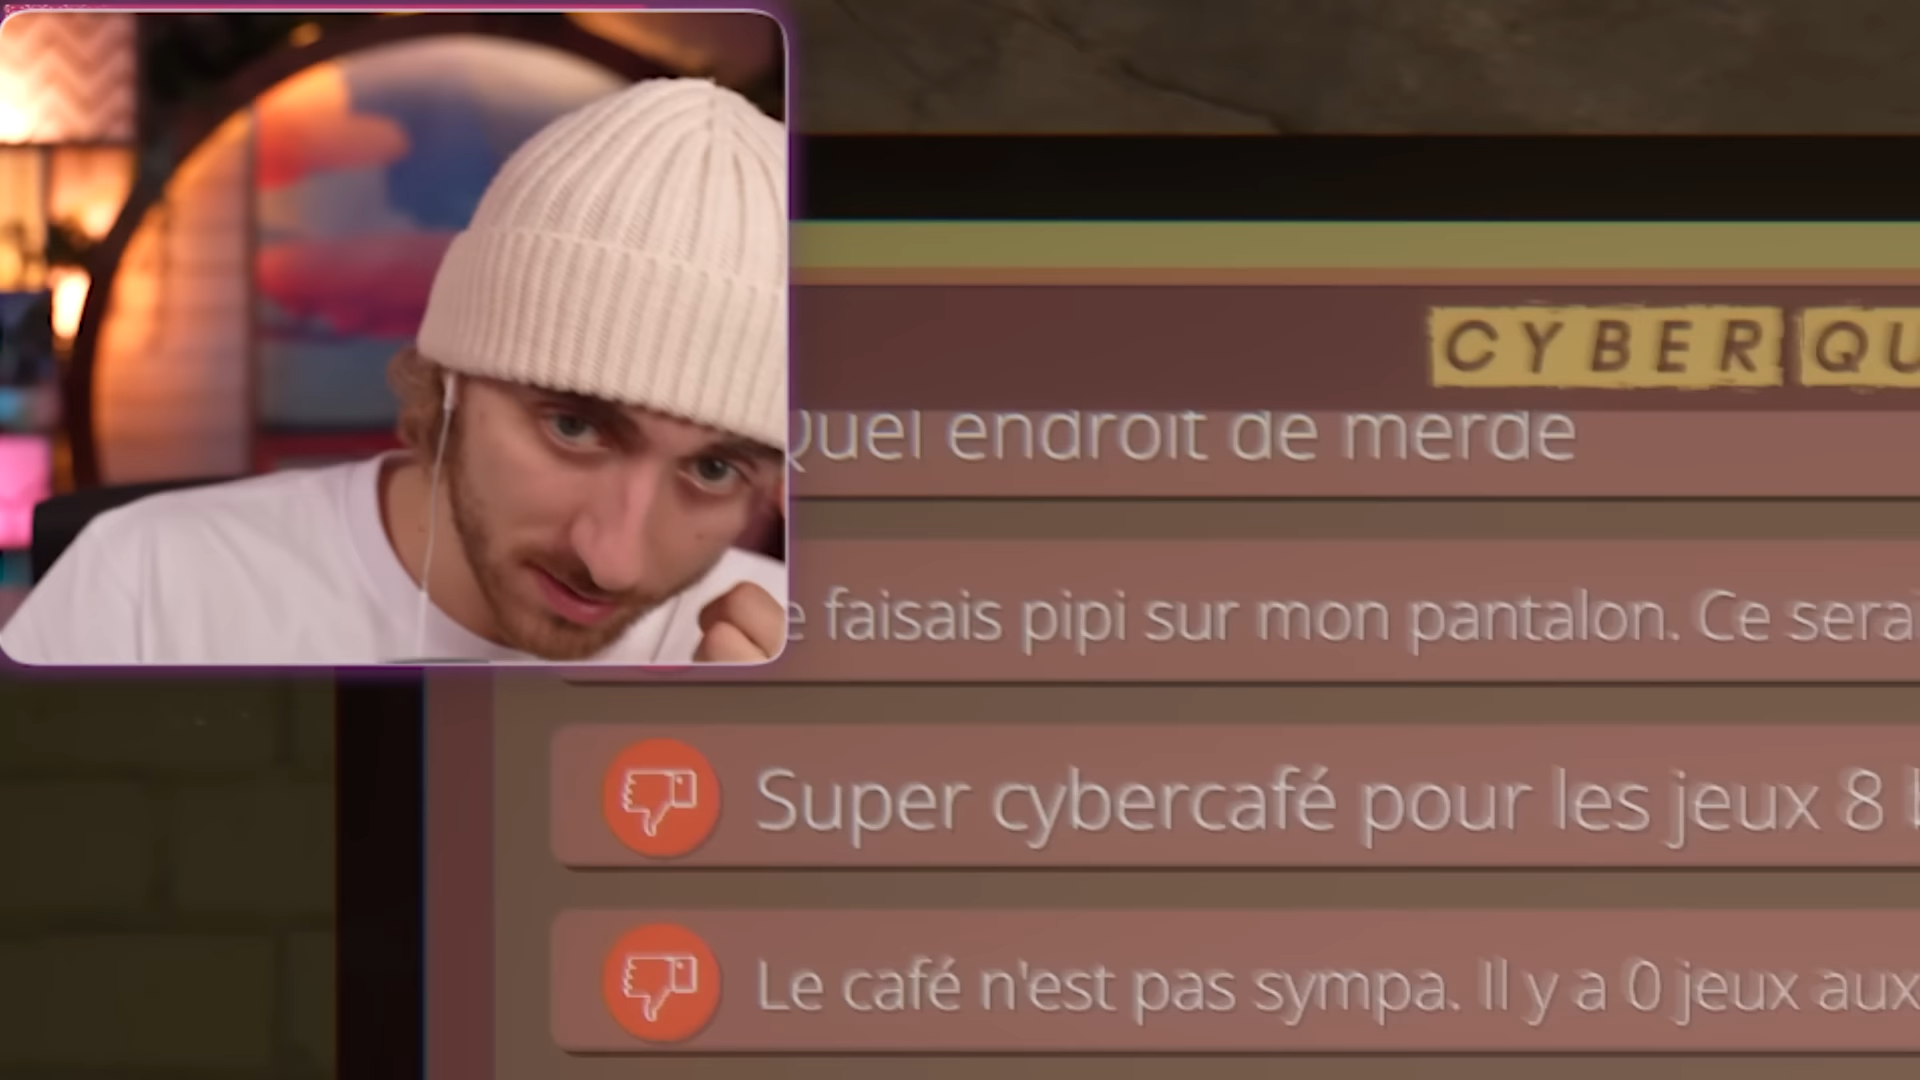 CYBER QU
Quel endroit de merde
e faisais pipi sur mon pantalon. Ce serai
Super cybercafé pour les jeux 8 b
Le café n'est pas sympa. Il y a 0 jeux aux